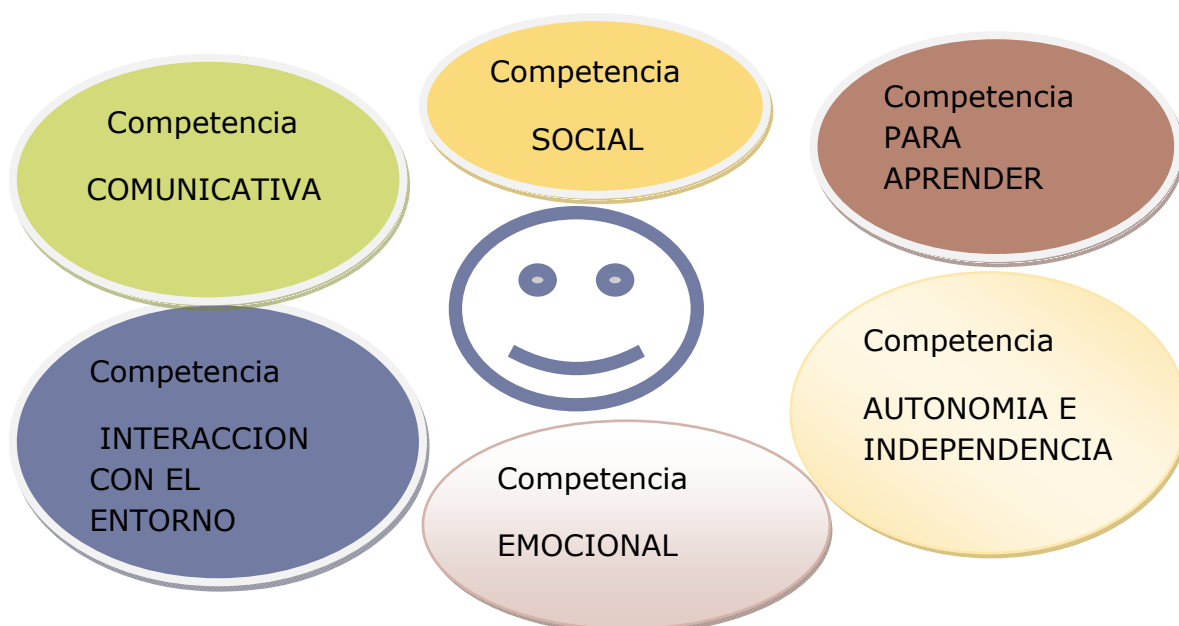 Competencia
COMUNICATIVA
Competencia
SOCIAL
Competencia
PARA
APRENDER
Competencia
INTERACCION
CON EL
ENTORNO
Competencia
EMOCIONAL
Competencia
AUTONOMIA E
INDEPENDENCIA